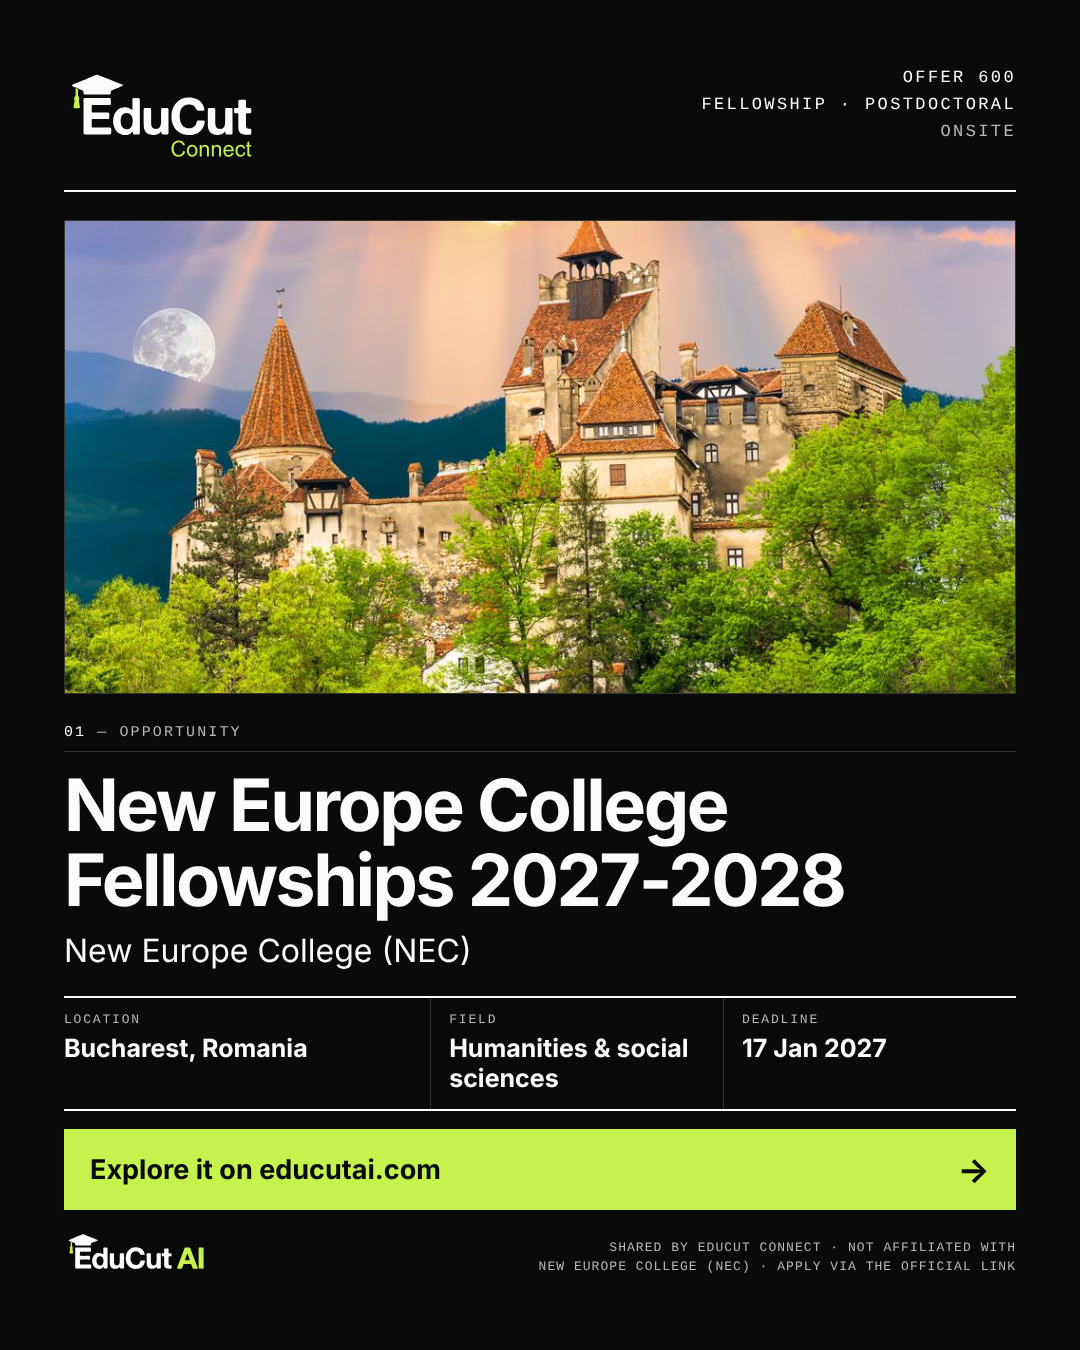 EduCut
Connect
OFFER 600
FELLOWSHIP · POSTDOCTORAL
ONSITE
01 — OPPORTUNITY
New Europe College
Fellowships 2027-2028
New Europe College (NEC)
LOCATION
Bucharest, Romania
FIELD
Humanities & social
sciences
DEADLINE
17 Jan 2027
Explore it on educutai.com →
EduCut AI
SHARED BY EDUCUT CONNECT · NOT AFFILIATED WITH
NEW EUROPE COLLEGE (NEC) · APPLY VIA THE OFFICIAL LINK